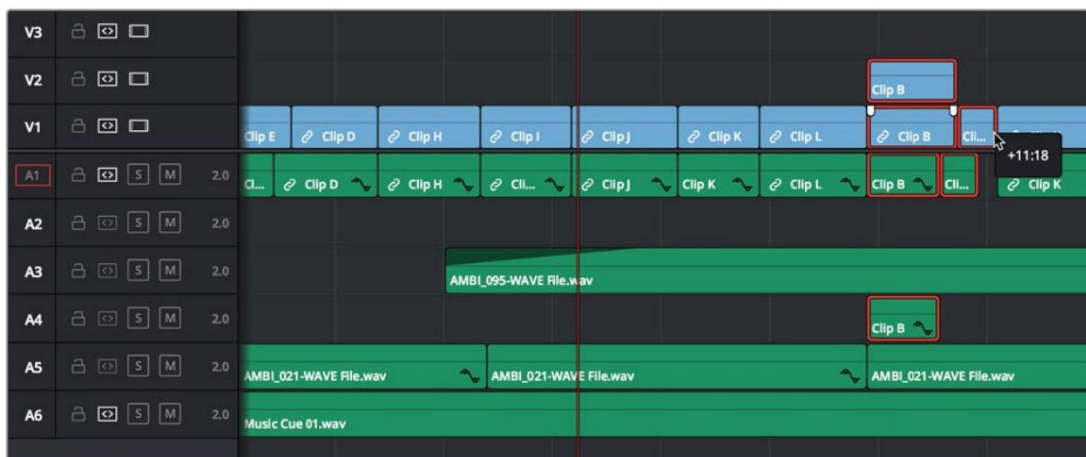 V3
V2
Clip B
V1
Clip E Clip D Clip H Clip I Clip J Clip K Clip L Clip B Cli...
+11:18
A1 S M 2.0
Cl... Clip D Clip H Cli... Clip J Clip K Clip L Clip B Cli... Clip K
A2 S M 2.0
A3 S M 2.0
AMBI_095-WAVE File.wav
A4 S M 2.0
Clip B
A5 S M 2.0
AMBI_021-WAVE File.wav AMBI_021-WAVE File.wav AMBI_021-WAVE File.wav
A6 S M 2.0
Music Cue 01.wav